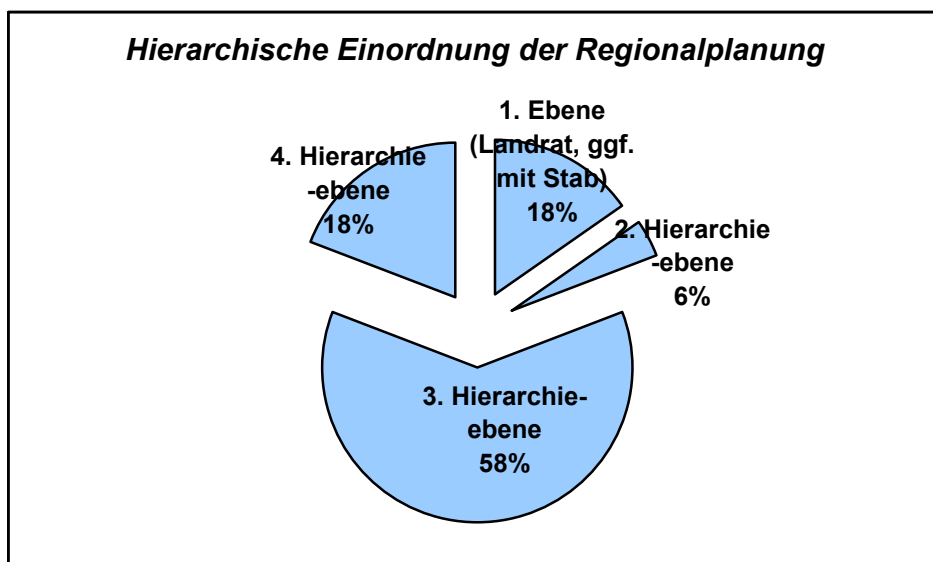 Hierarchische Einordnung der Regionalplanung
1. Ebene
(Landrat, ggf.
mit Stab)
18%
2. Hierarchie
-ebene
6%
3. Hierarchie-
ebene
58%
4. Hierarchie
-ebene
18%